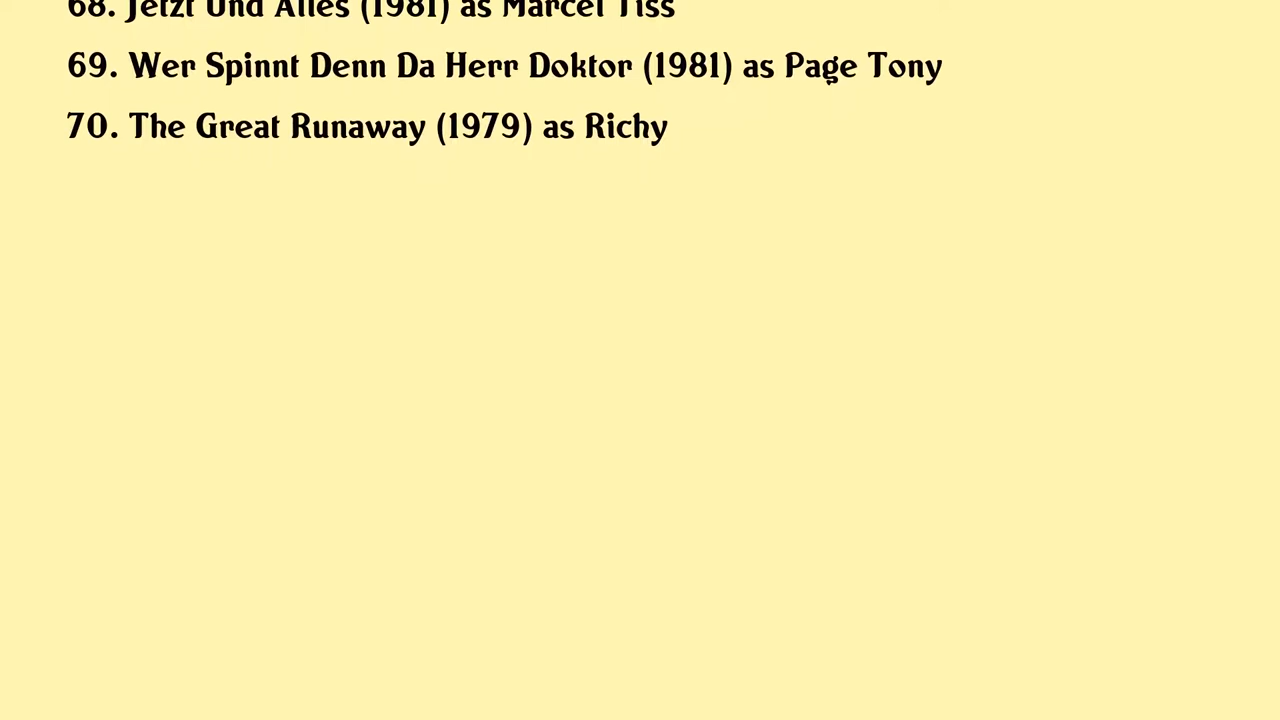 68. Jetzt Und Alles (1981) as Marcel Tiss
69. Wer Spinnt Denn Da Herr Doktor (1981) as Page Tony
70. The Great Runaway (1979) as Richy